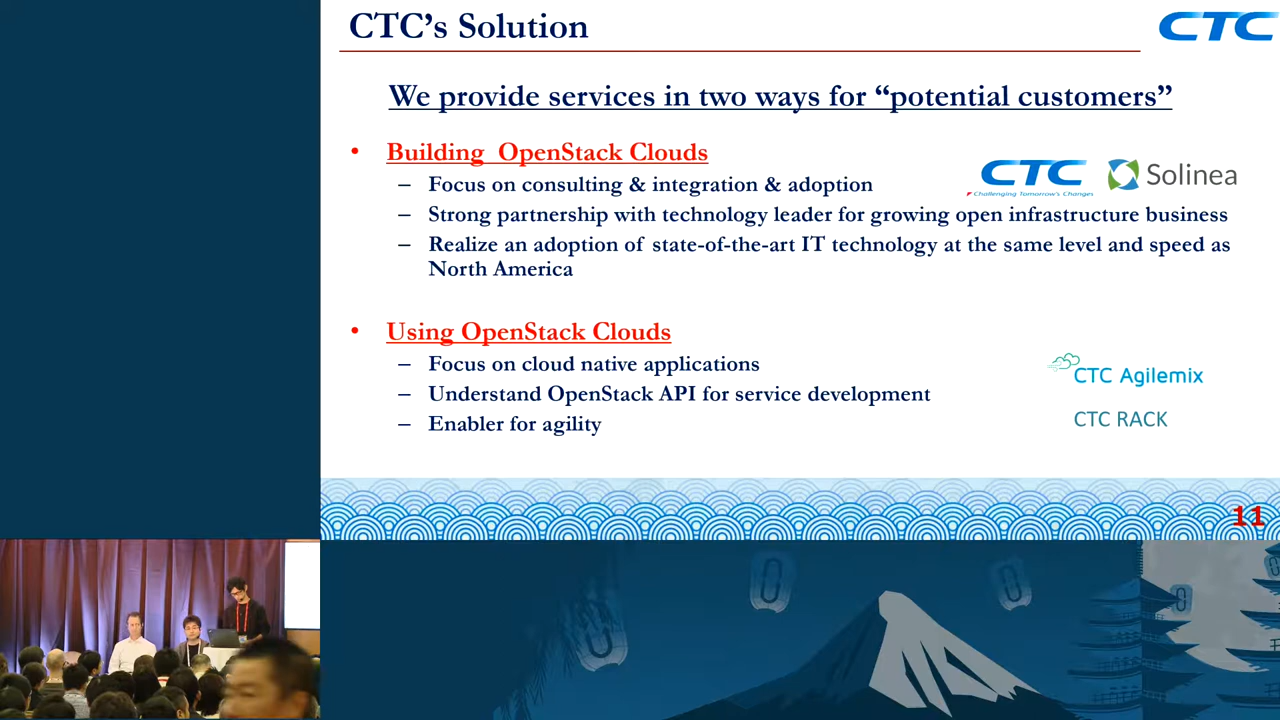 CTC's Solution
CTC
We provide services in two ways for “potential customers”
• Building OpenStack Clouds
– Focus on consulting & integration & adoption
CTC
Challenging Tomorrow's Changes
Solinea
– Strong partnership with technology leader for growing open infrastructure business
– Realize an adoption of state-of-the-art IT technology at the same level and speed as
North America
• Using OpenStack Clouds
– Focus on cloud native applications
CTC Agilemix
– Understand OpenStack API for service development
CTC RACK
– Enabler for agility
11